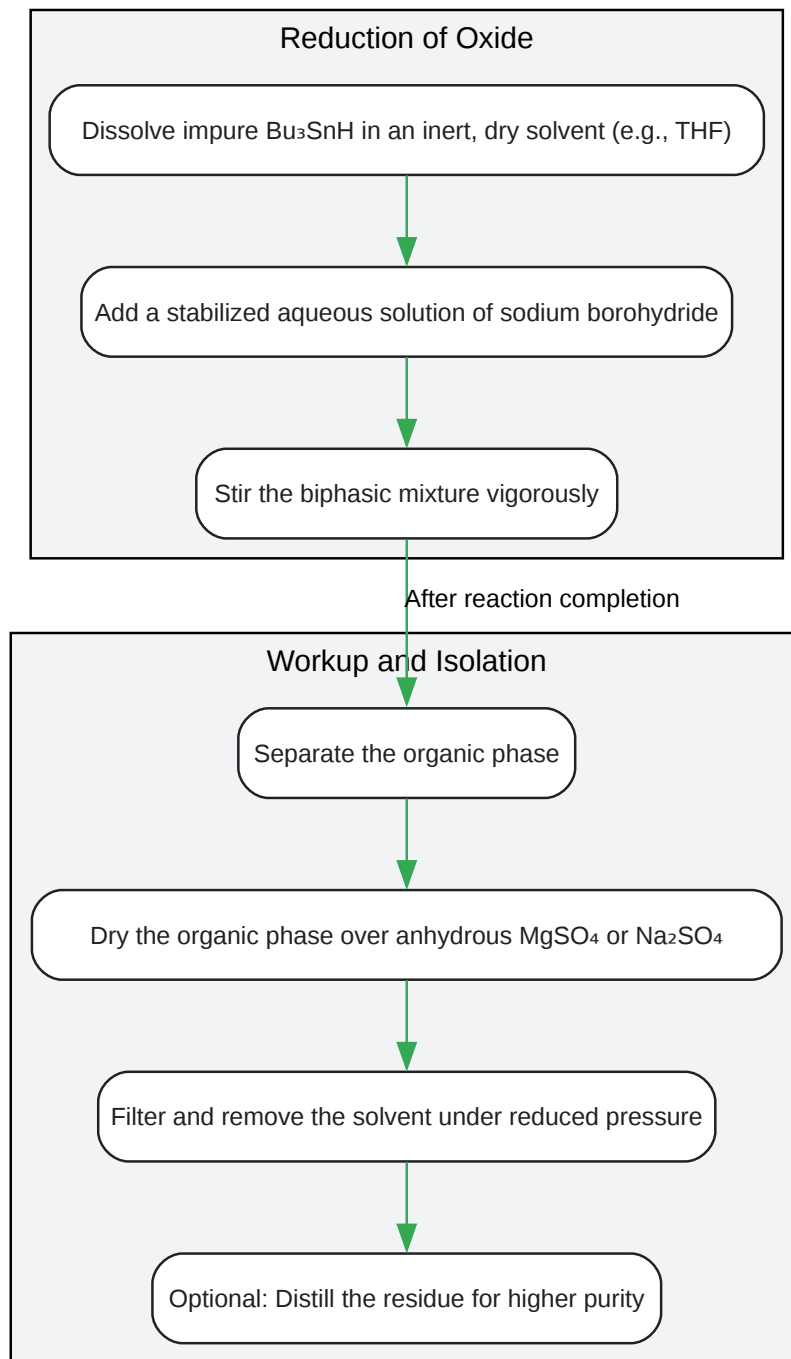 Reduction of Oxide
Dissolve impure Bu₃SnH in an inert, dry solvent (e.g., THF)
Add a stabilized aqueous solution of sodium borohydride
Stir the biphasic mixture vigorously
After reaction completion
Workup and Isolation
Separate the organic phase
Dry the organic phase over anhydrous MgSO₄ or Na₂SO₄
Filter and remove the solvent under reduced pressure
Optional: Distill the residue for higher purity